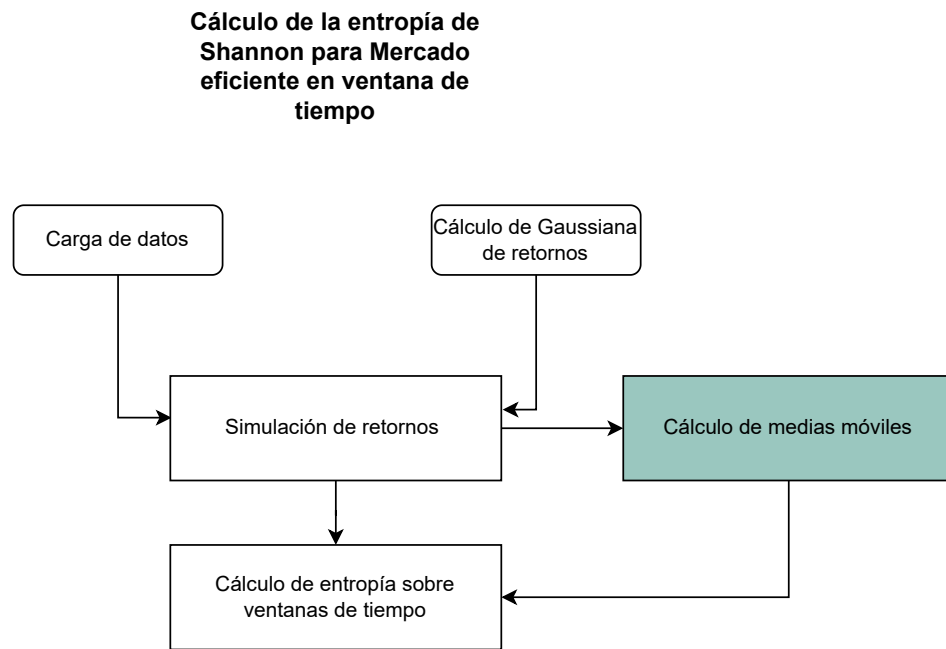 Cálculo de la entropía de
Shannon para Mercado
eficiente en ventana de
tiempo
Carga de datos
Cálculo de Gaussiana
de retornos
Simulación de retornos
Cálculo de medias móviles
Cálculo de entropía sobre
ventanas de tiempo